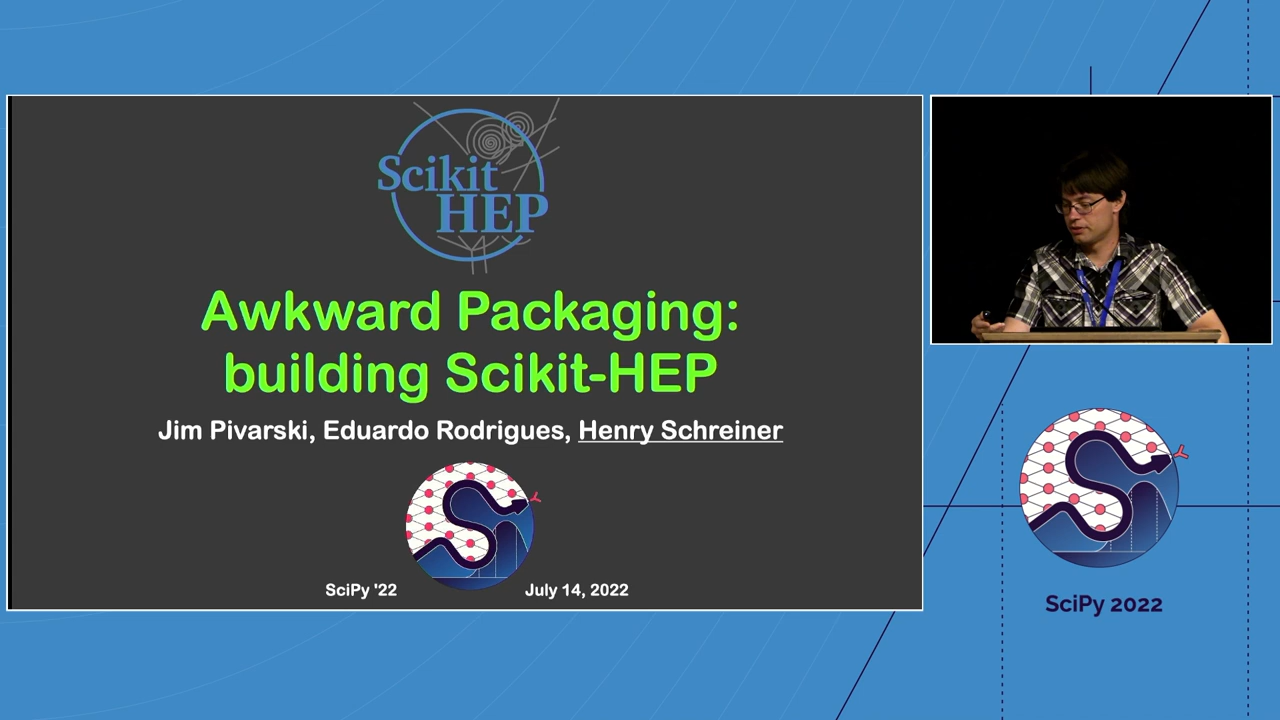 Scikit
HEP
Awkward Packaging:
building Scikit-HEP
Jim Pivarski, Eduardo Rodrigues, Henry Schreiner
SciPy '22
July 14, 2022
SciPy 2022